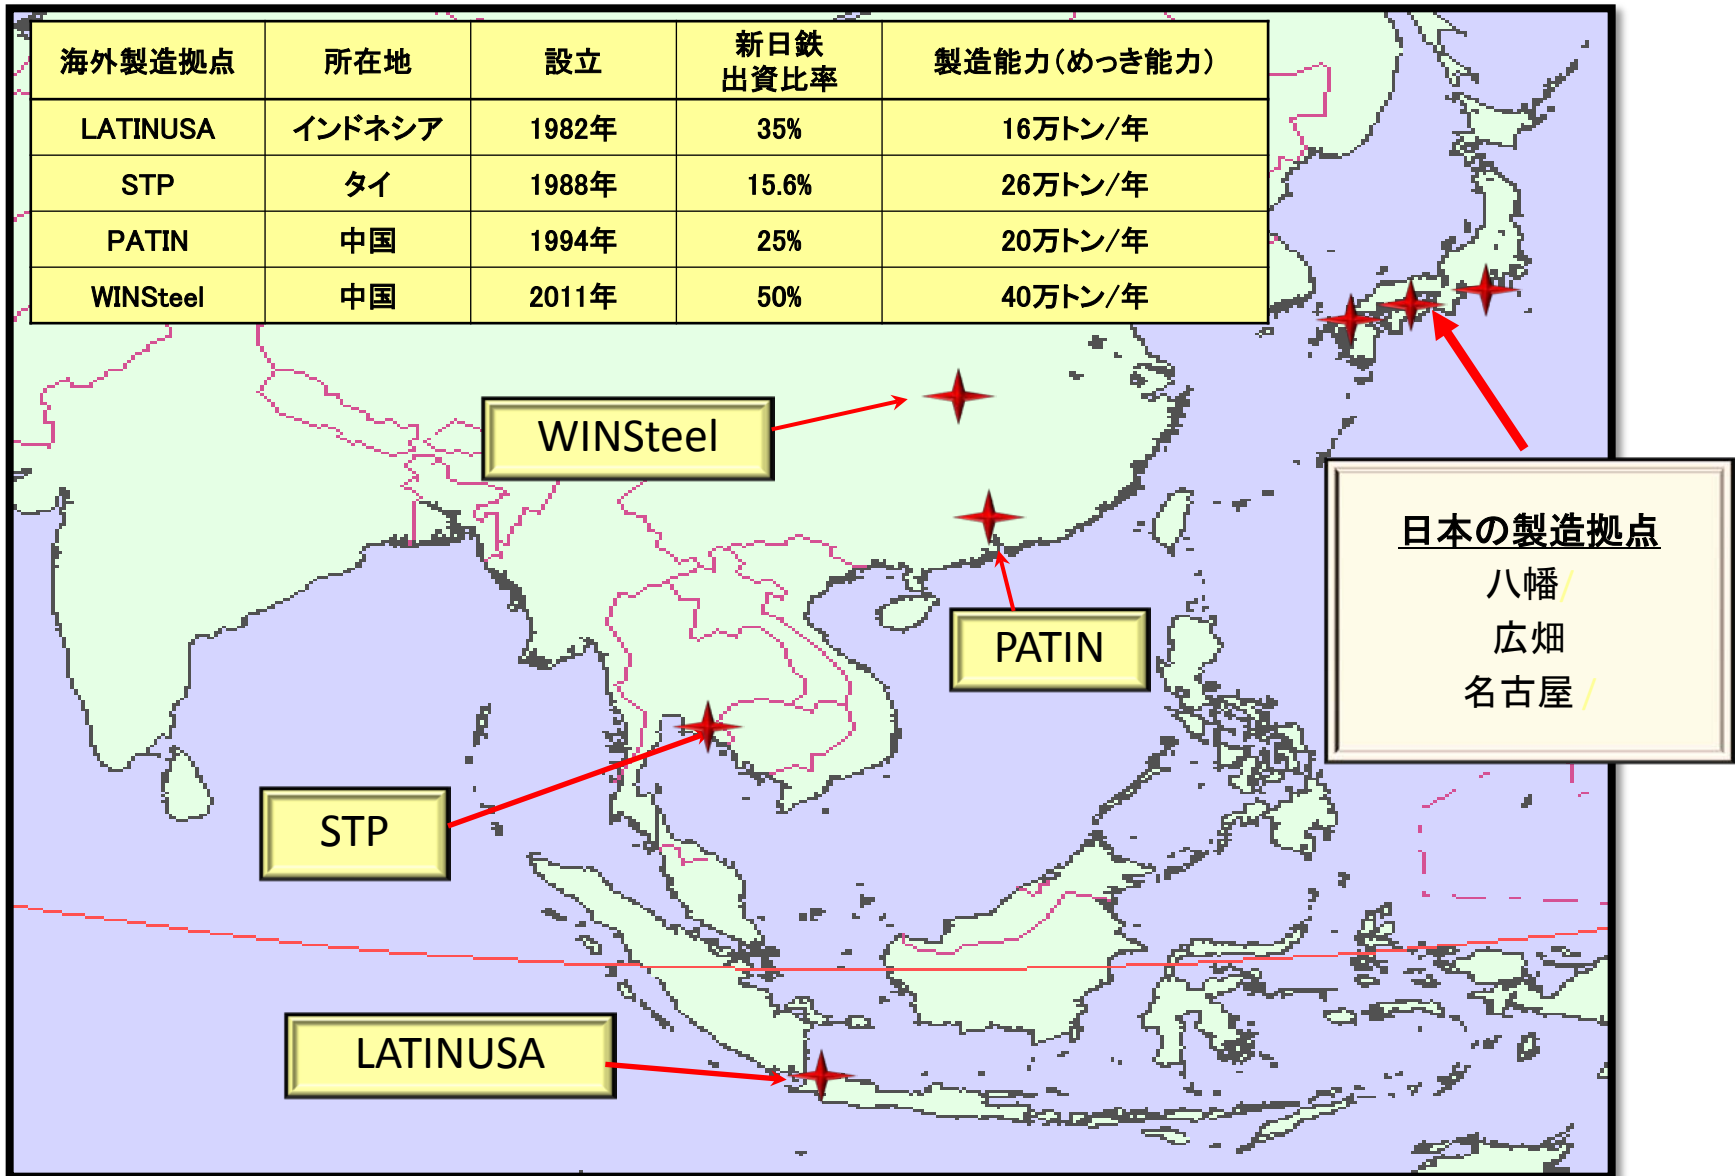 海外製造拠点 所在地 設立 新日鉄出資比率 製造能力(めっき能力)
LATINUSA インドネシア 1982年 35% 16万トン/年
STP タイ 1988年 15.6% 26万トン/年
PATIN 中国 1994年 25% 20万トン/年
WINSteel 中国 2011年 50% 40万トン/年
WINSteel
日本の製造拠点
八幡/
広畑
名古屋/
PATIN
STP
LATINUSA